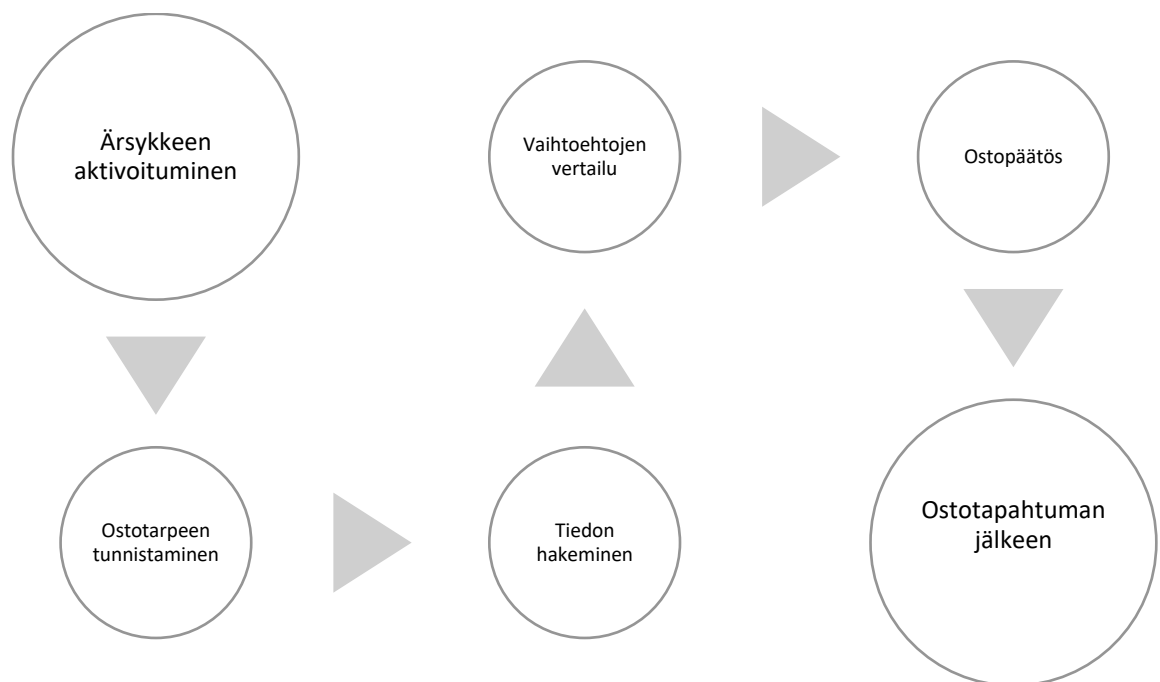 Ärsykkeen
aktivoituminen
Ostotarpeen
tunnistaminen
Tiedon
hakeminen
Vaihtoehtojen
vertailu
Ostopäätös
Ostotapahtuman
jälkeen